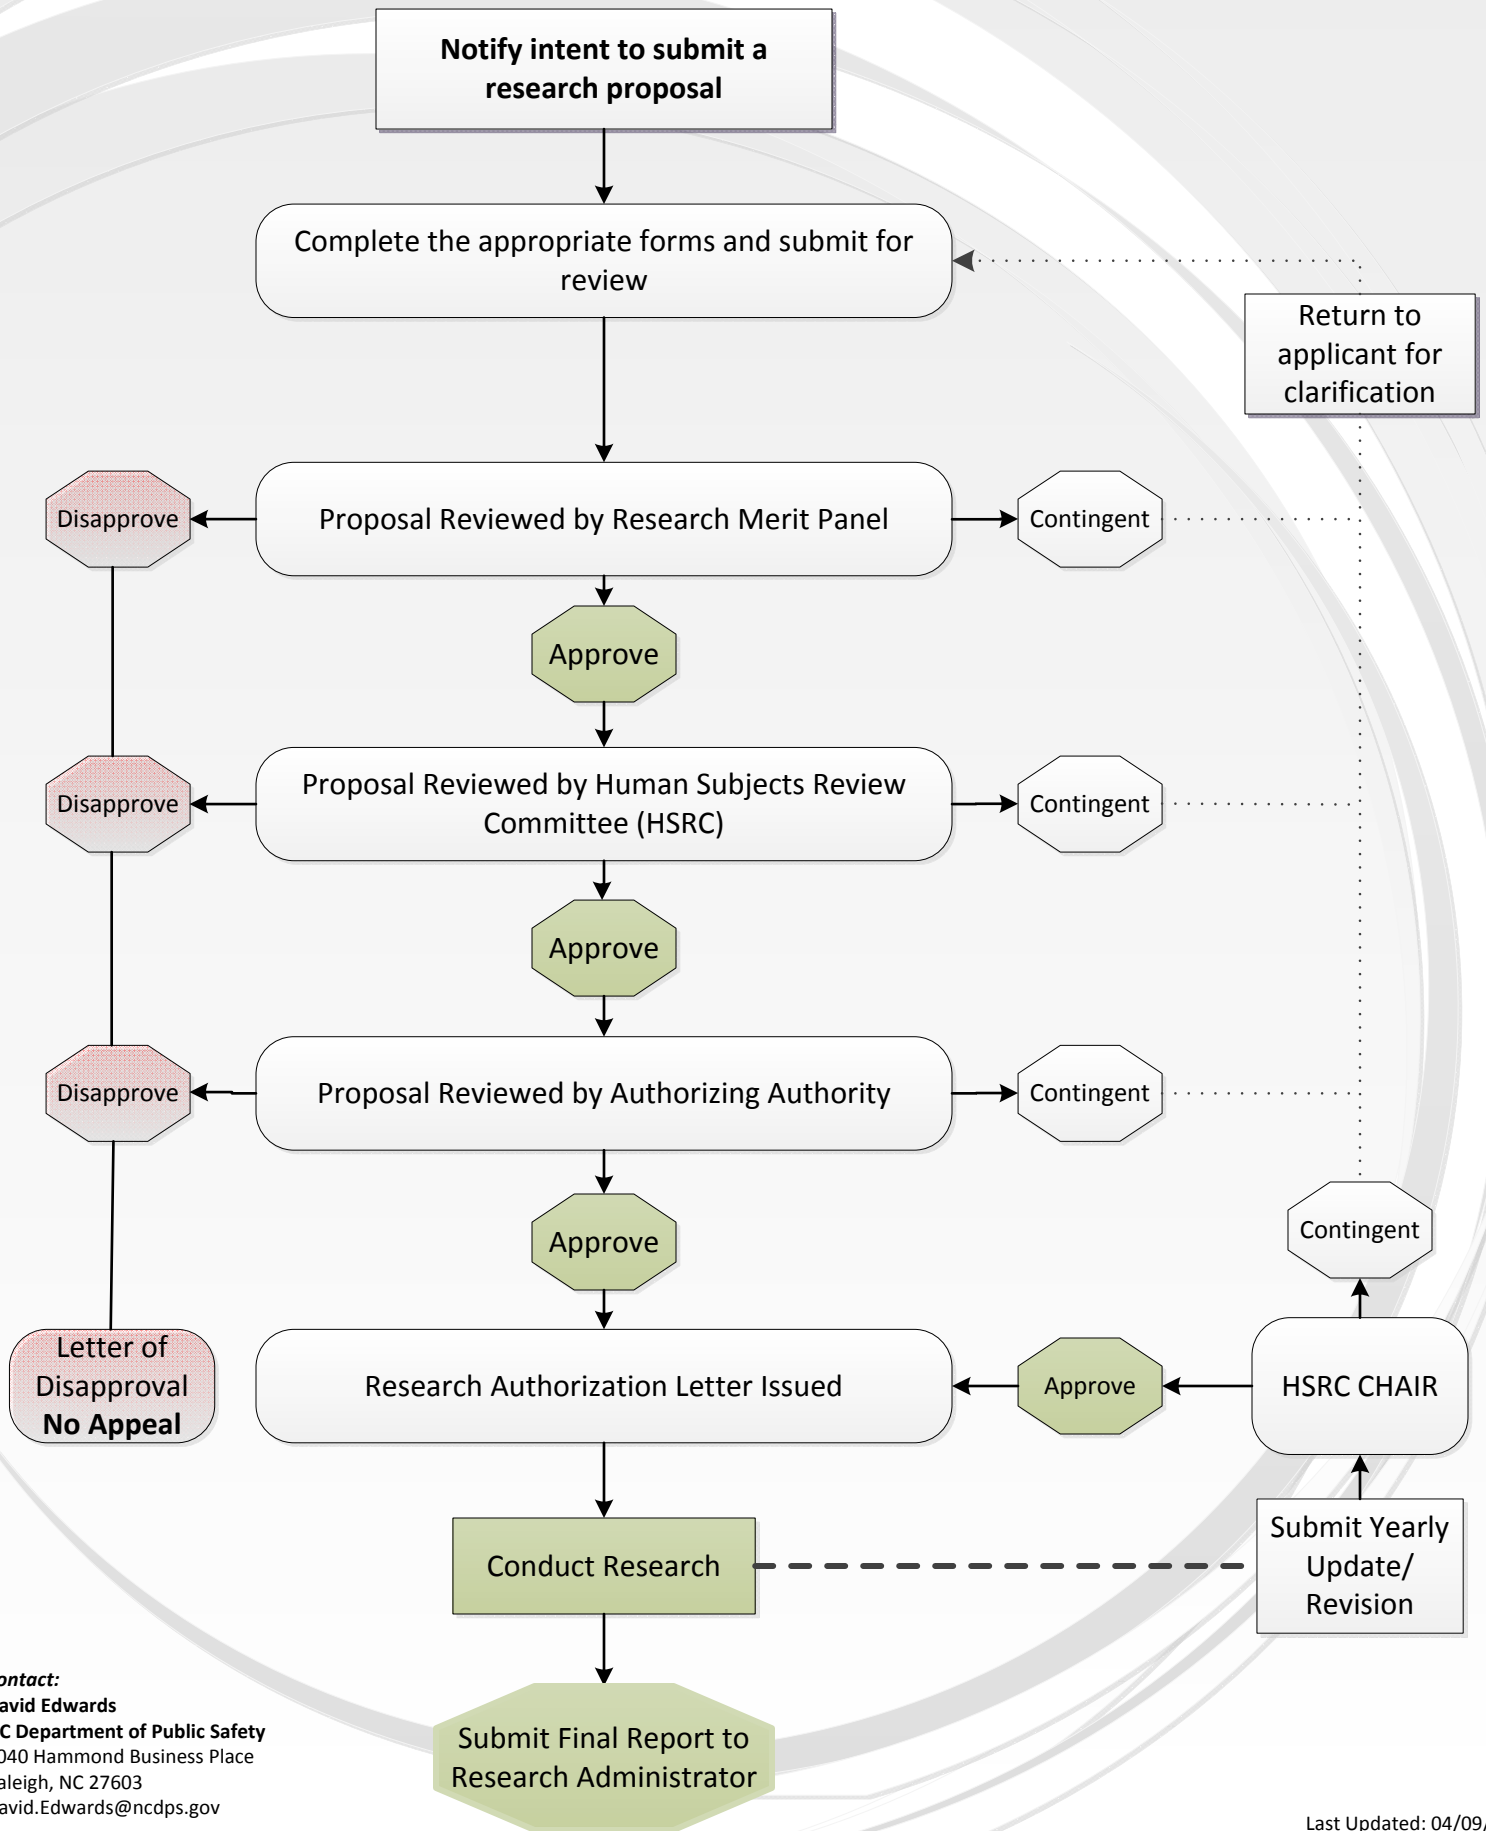 Notify intent to submit a
research proposal
Complete the appropriate forms and submit for
review
Return to
applicant for
clarification
Disapprove
Proposal Reviewed by Research Merit Panel
Contingent
Approve
Disapprove
Proposal Reviewed by Human Subjects Review
Committee (HSRC)
Contingent
Approve
Disapprove
Proposal Reviewed by Authorizing Authority
Contingent
Approve
Contingent
Letter of
Disapproval
No Appeal
Research Authorization Letter Issued
Approve
HSRC CHAIR
Conduct Research
Submit Yearly
Update/
Revision
Submit Final Report to
Research Administrator
ontact:
avid Edwards
C Department of Public Safety
040 Hammond Business Place
aleigh, NC 27603
avid.Edwards@ncdps.gov
Last Updated: 04/09/